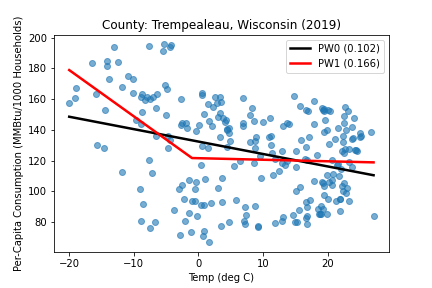 County: Trempealeau, Wisconsin (2019)
Per-Capita Consumption (MMBtu/1000 Households)
200
180
160
140
120
100
80
PW0 (0.102)
PW1 (0.166)
−20
−10
0
10
20
Temp (deg C)